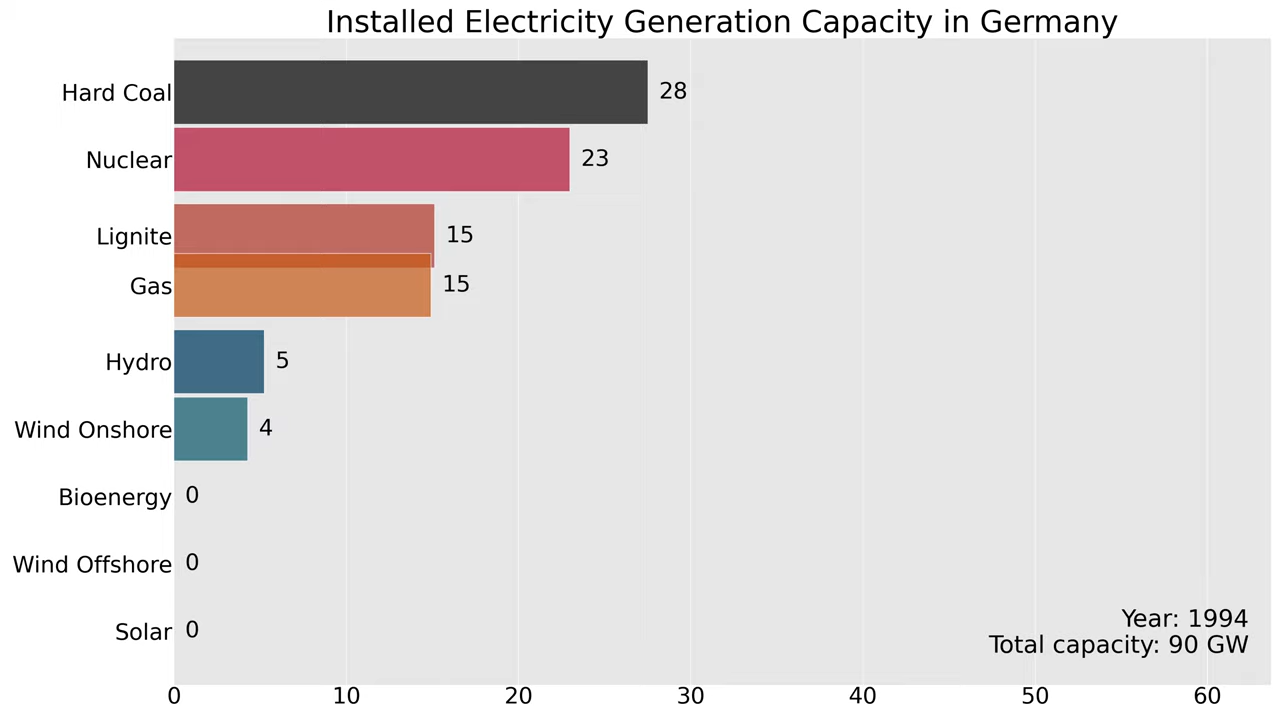 Installed Electricity Generation Capacity in Germany
Hard Coal 28
Nuclear 23
Lignite 15
Gas 15
Hydro 5
Wind Onshore 4
Bioenergy 0
Wind Offshore 0
Solar 0
Year: 1994
Total capacity: 90 GW
0 10 20 30 40 50 60